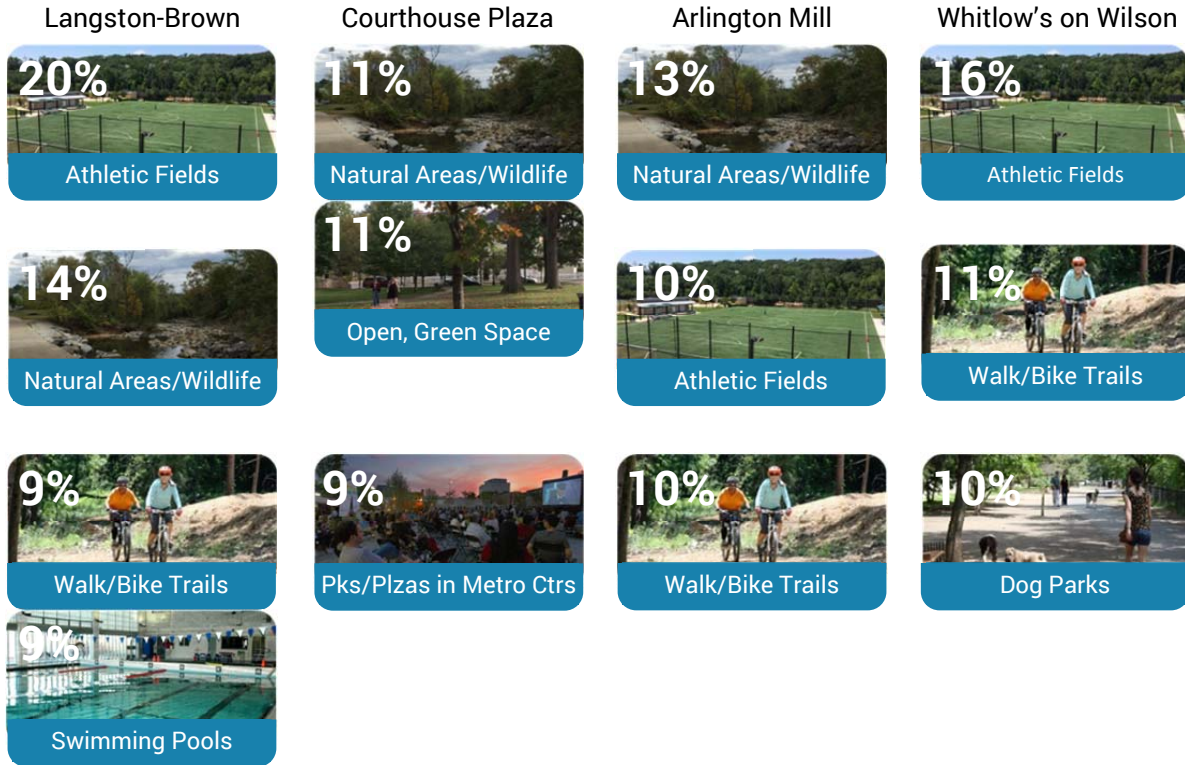 Langston-Brown
20%
Athletic Fields
14%
Natural Areas/Wildlife
9%
Walk/Bike Trails
9%
Swimming Pools
Courthouse Plaza
11%
Natural Areas/Wildlife
11%
Open, Green Space
9%
Pks/Plzas in Metro Ctrs
Arlington Mill
13%
Natural Areas/Wildlife
10%
Athletic Fields
10%
Walk/Bike Trails
Whitlow’s on Wilson
16%
Athletic Fields
11%
Walk/Bike Trails
10%
Dog Parks